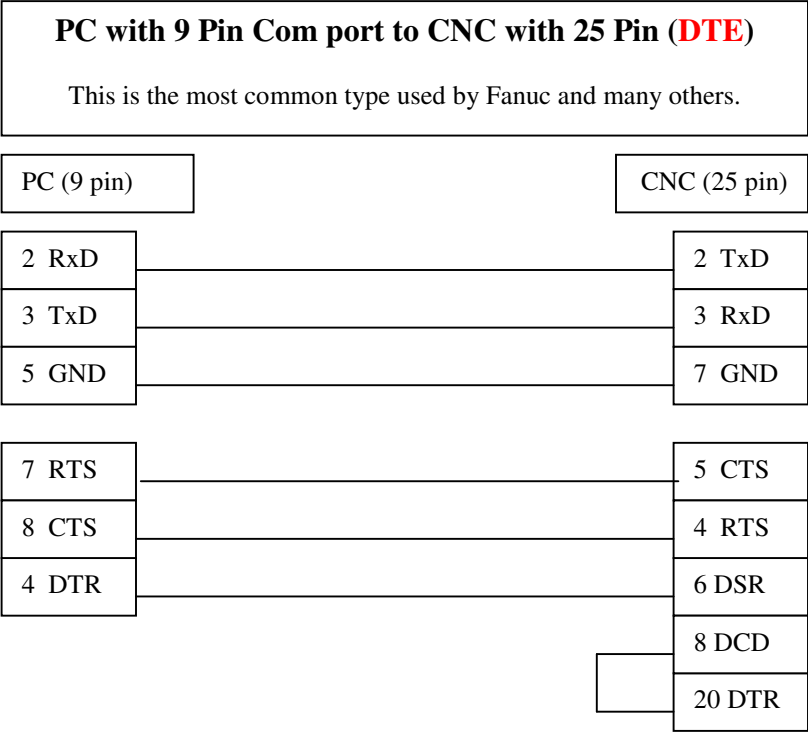 PC with 9 Pin Com port to CNC with 25 Pin (DTE)
This is the most common type used by Fanuc and many others.
PC (9 pin)
CNC (25 pin)
2 RxD
2 TxD
3 TxD
3 RxD
5 GND
7 GND
7 RTS
5 CTS
8 CTS
4 RTS
4 DTR
6 DSR
8 DCD
20 DTR